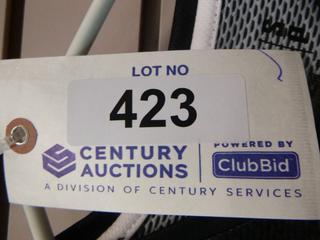 LOT NO
423
CENTURY
AUCTIONS
POWERED BY
ClubBid
A DIVISION OF CENTURY SERVICES